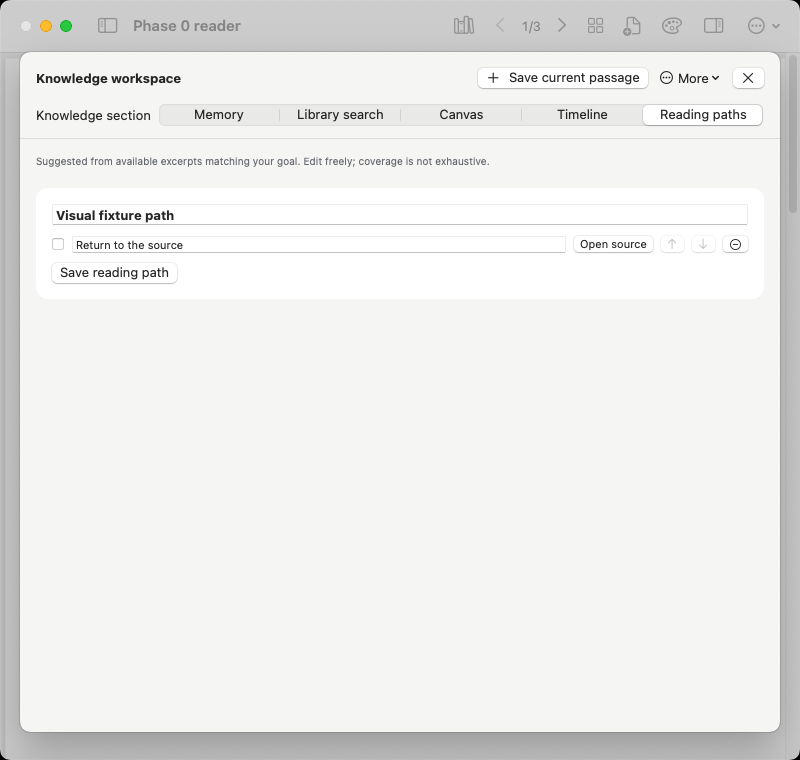 Phase 0 reader
1/3
Knowledge workspace
Save current passage
More
Knowledge section
Memory
Library search
Canvas
Timeline
Reading paths
Suggested from available excerpts matching your goal. Edit freely; coverage is not exhaustive.
Visual fixture path
Return to the source
Open source
Save reading path